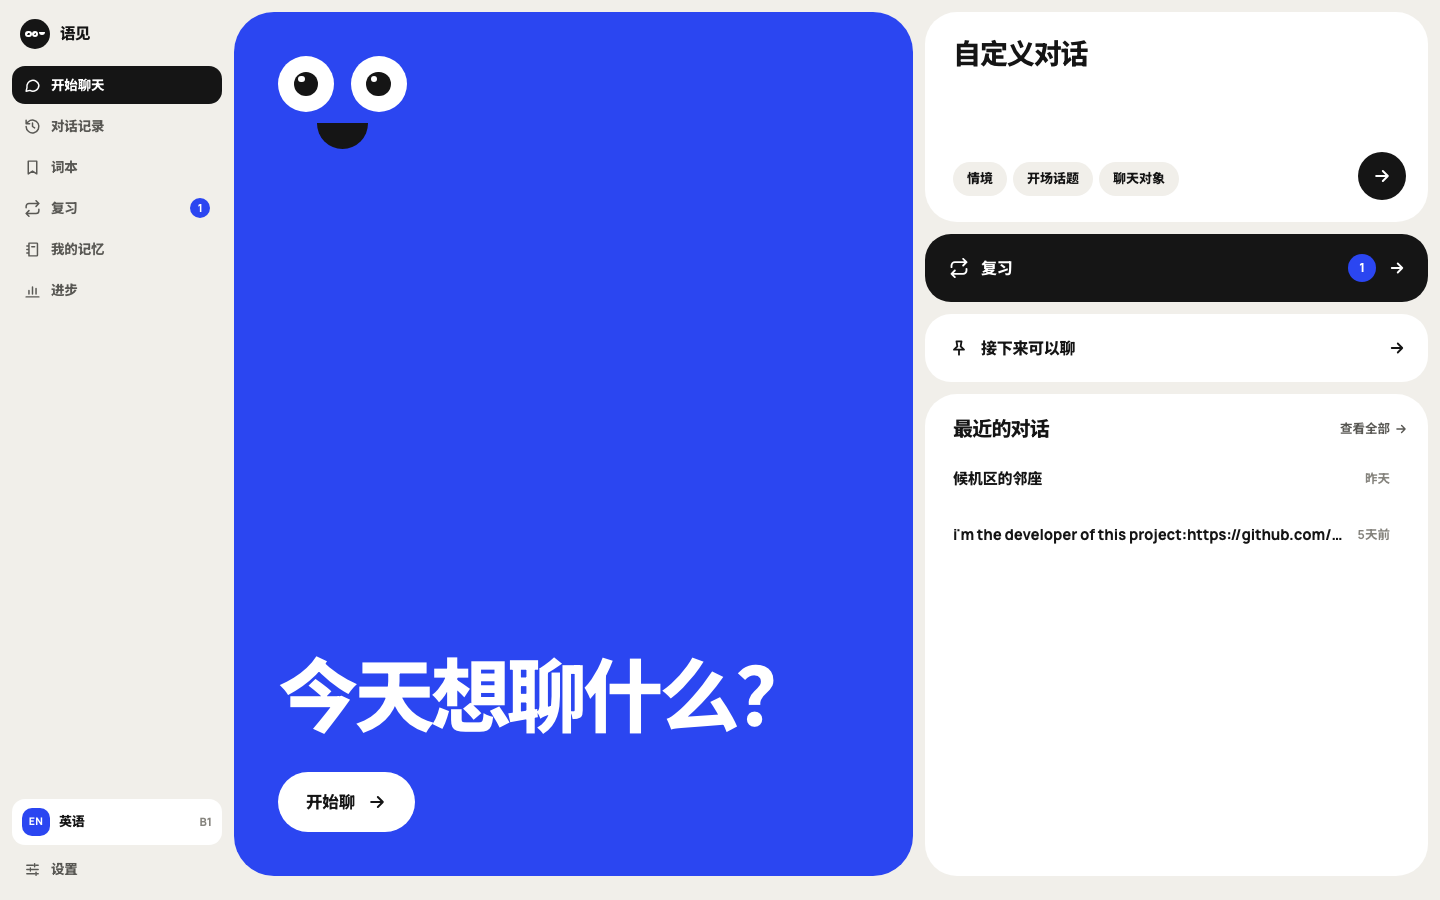 语见
开始聊天
对话记录
词本
复习 1
我的记忆
进步
EN 英语 B1
设置
今天想聊什么?
开始聊
自定义对话
情境 开场话题 聊天对象
复习 1
接下来可以聊
最近的对话 查看全部
候机区的邻座 昨天
i'm the developer of this project:https://github.com/... 5天前